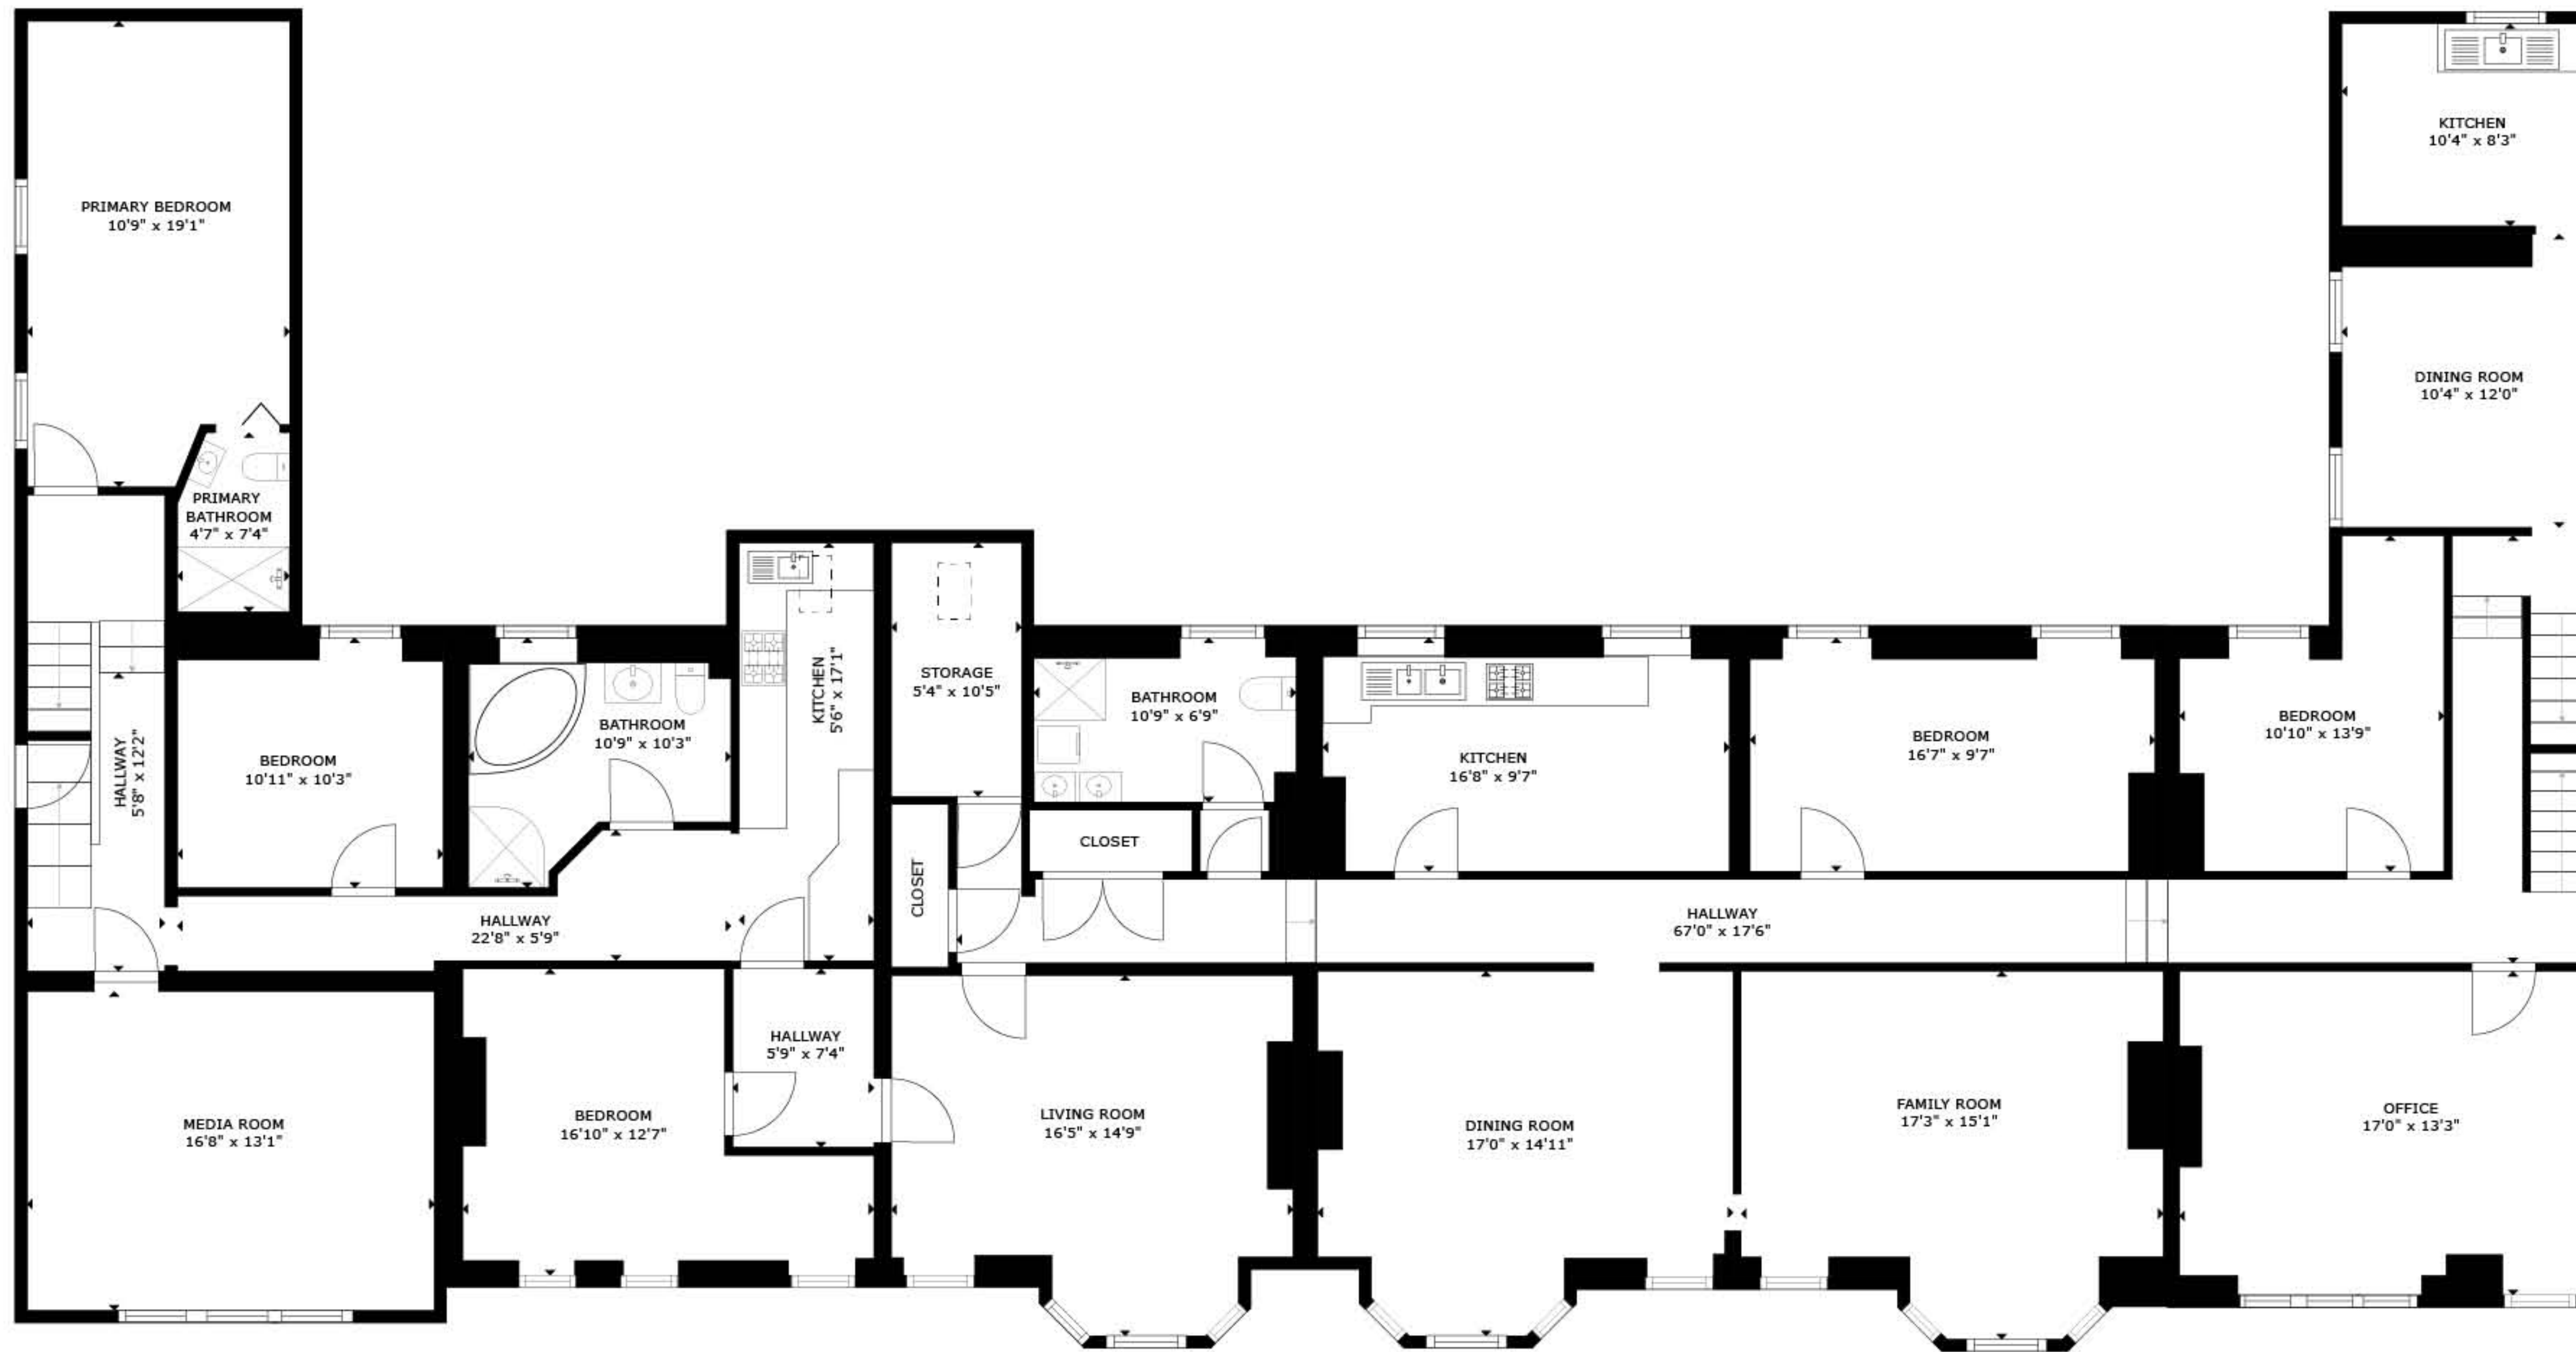 PRIMARY BEDROOM
10'9" x 19'1"
KITCHEN
10'4" x 8'3"
DINING ROOM
10'4" x 12'0"
PRIMARY
BATHROOM
4'7" x 7'4"
HALLWAY
5'8" x 12'2"
BEDROOM
10'11" x 10'3"
BATHROOM
10'9" x 10'3"
KITCHEN
5'6" x 17'1"
STORAGE
5'4" x 10'5"
BATHROOM
10'9" x 6'9"
KITCHEN
16'8" x 9'7"
BEDROOM
16'7" x 9'7"
BEDROOM
10'10" x 13'9"
CLOSET
CLOSET
HALLWAY
22'8" x 5'9"
HALLWAY
67'0" x 17'6"
MEDIA ROOM
16'8" x 13'1"
BEDROOM
16'10" x 12'7"
HALLWAY
5'9" x 7'4"
LIVING ROOM
16'5" x 14'9"
DINING ROOM
17'0" x 14'11"
FAMILY ROOM
17'3" x 15'1"
OFFICE
17'0" x 13'3"